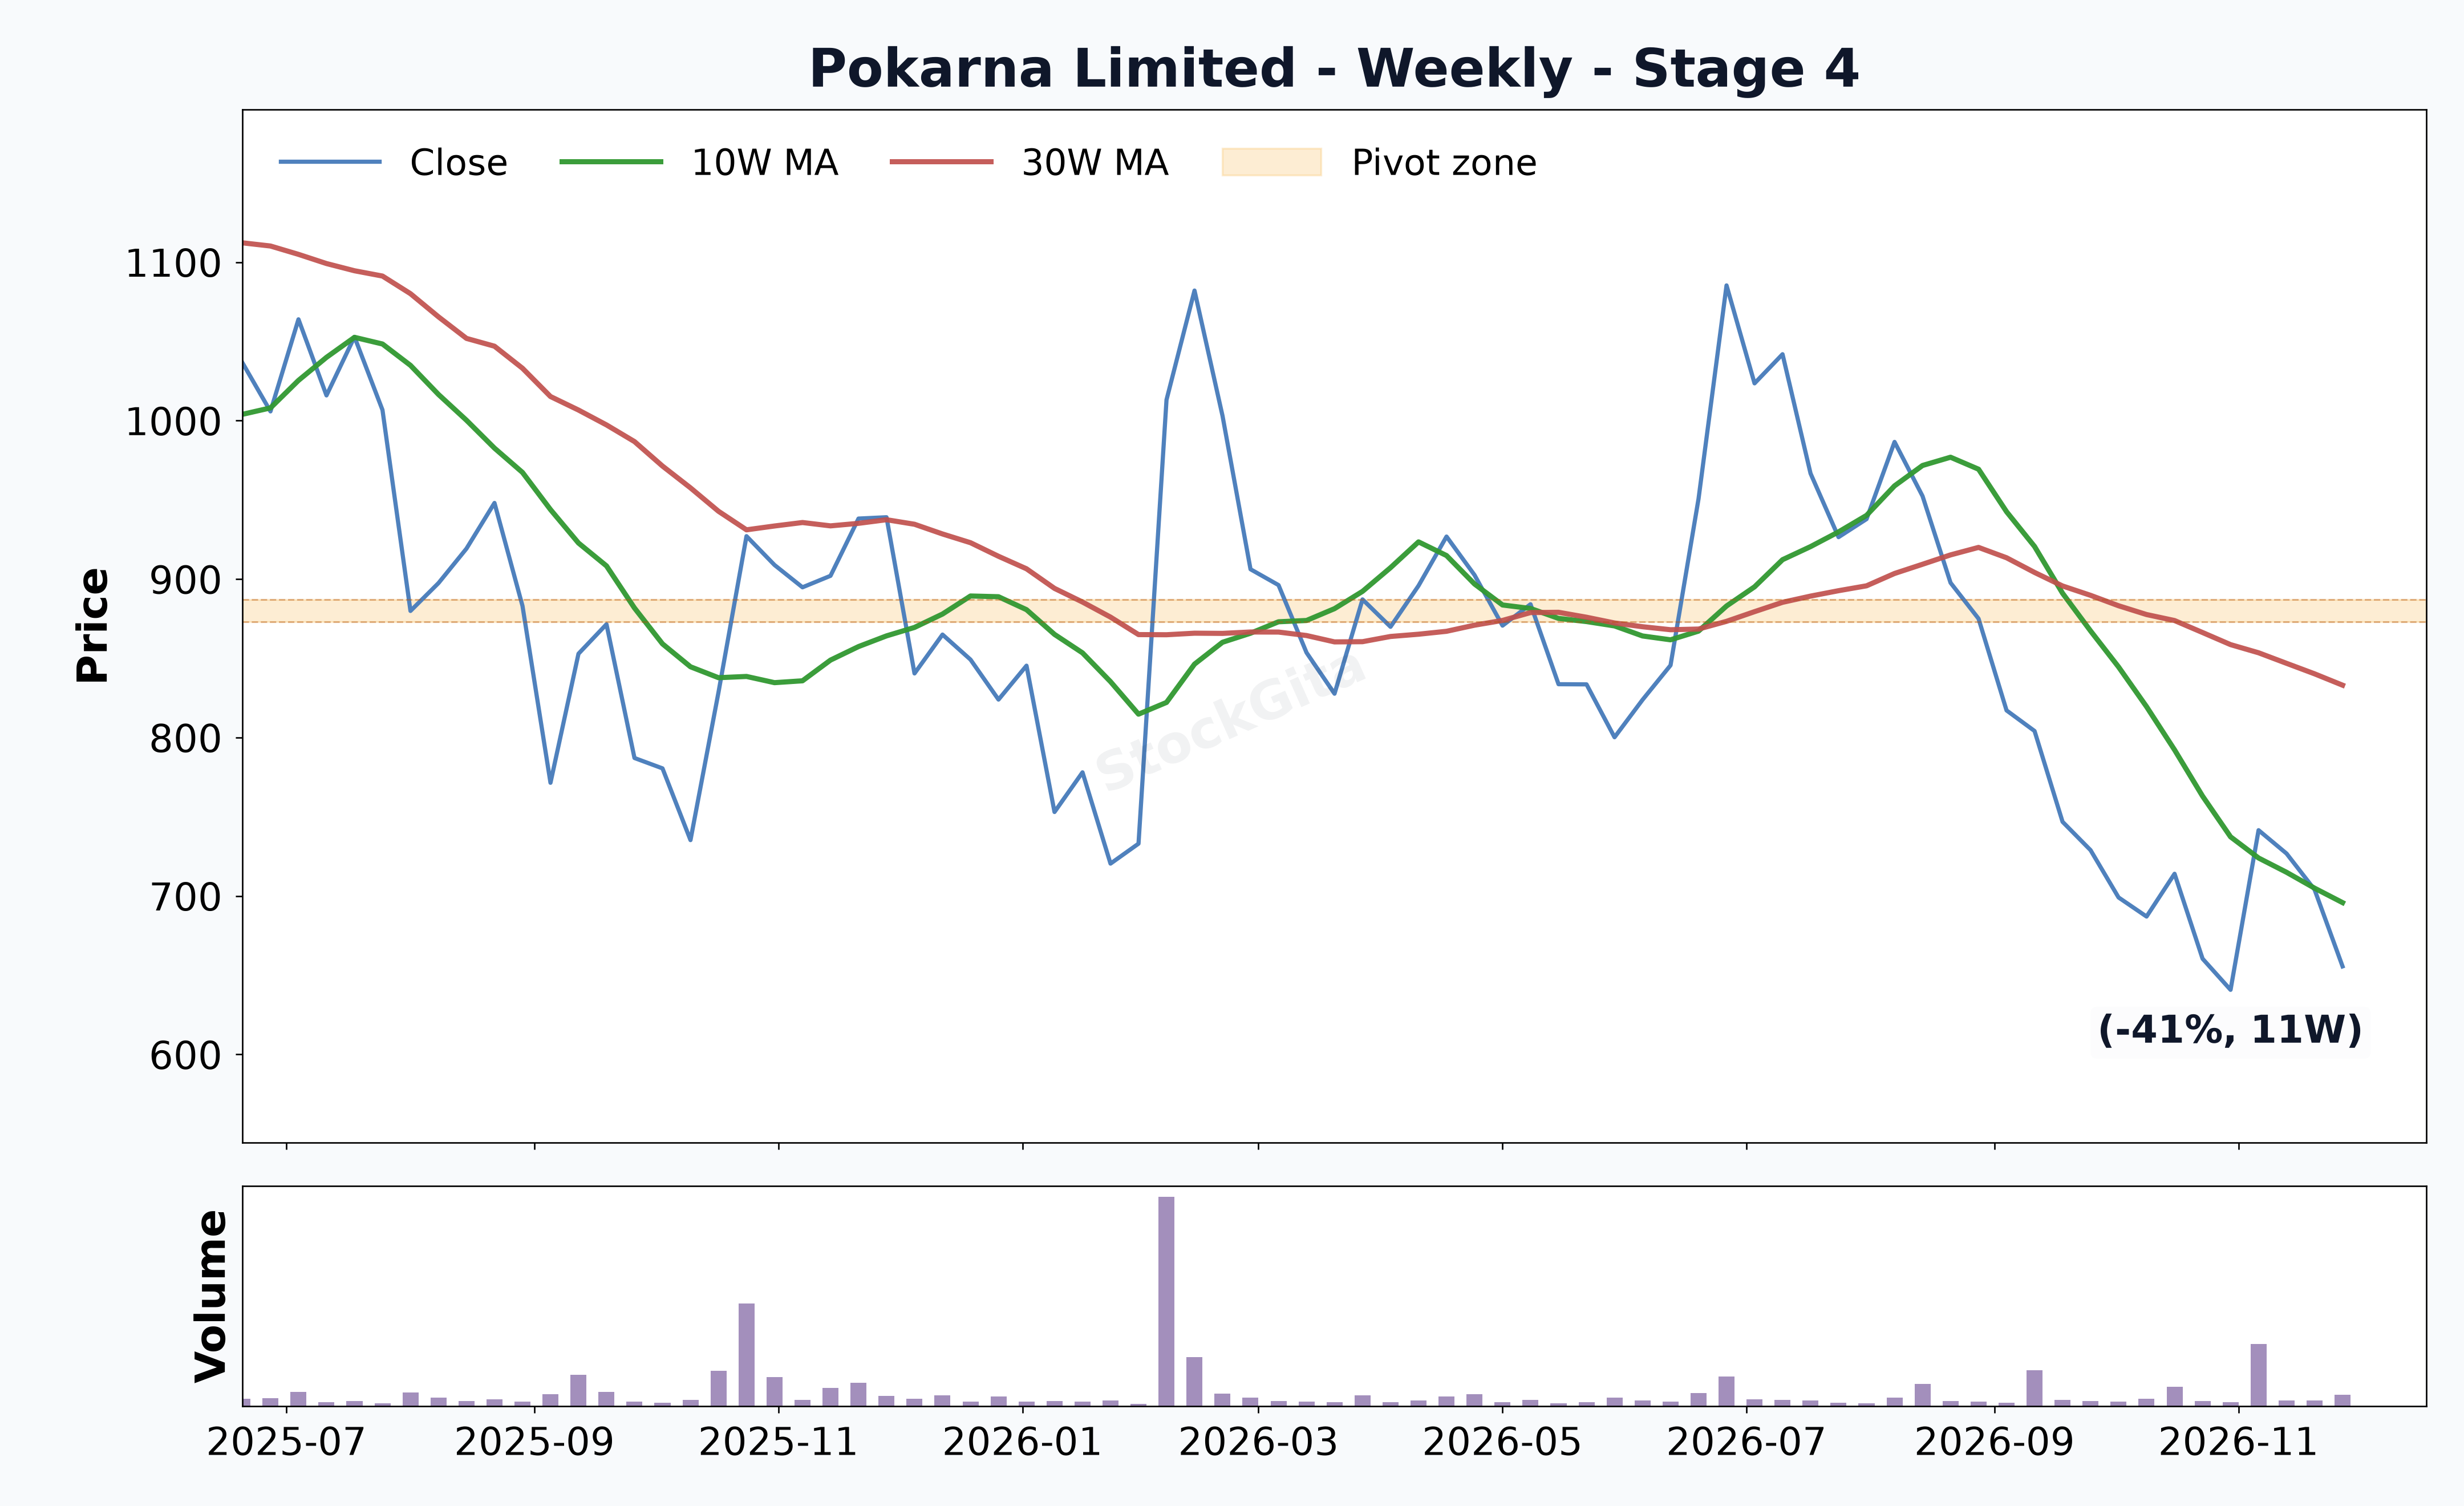 Pokarna Limited - Weekly - Stage 4
Close
10W MA
30W MA
Pivot zone
Price
1100
1000
900
800
700
600
StockGita
(-41%, 11W)
Volume
2025-07
2025-09
2025-11
2026-01
2026-03
2026-05
2026-07
2026-09
2026-11